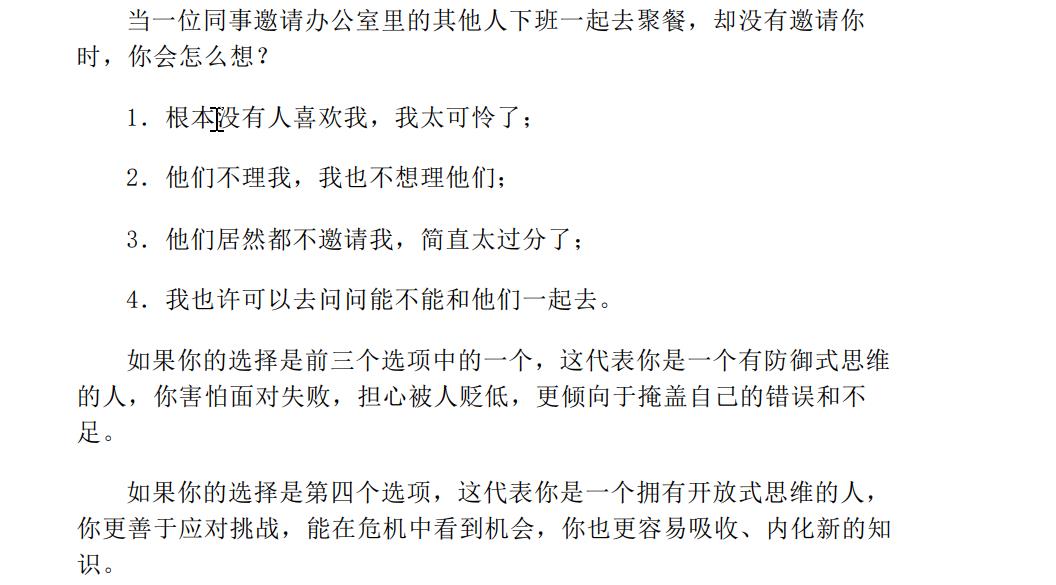 当一位同事邀请办公室里的其他人下班一起去聚餐，却没有邀请你
时，你会怎么想？
1．根本没有人喜欢我，我太可怜了；
2．他们不理我，我也不想理他们；
3．他们居然都不邀请我，简直太过分了；
4．我也许可以去问问能不能和他们一起去。
如果你的选择是前三个选项中的一个，这代表你是一个有防御式思维
的人，你害怕面对失败，担心被人贬低，更倾向于掩盖自己的错误和不
足。
如果你的选择是第四个选项，这代表你是一个拥有开放式思维的人，
你更善于应对挑战，能在危机中看到机会，你也更容易吸收、内化新的知
识。